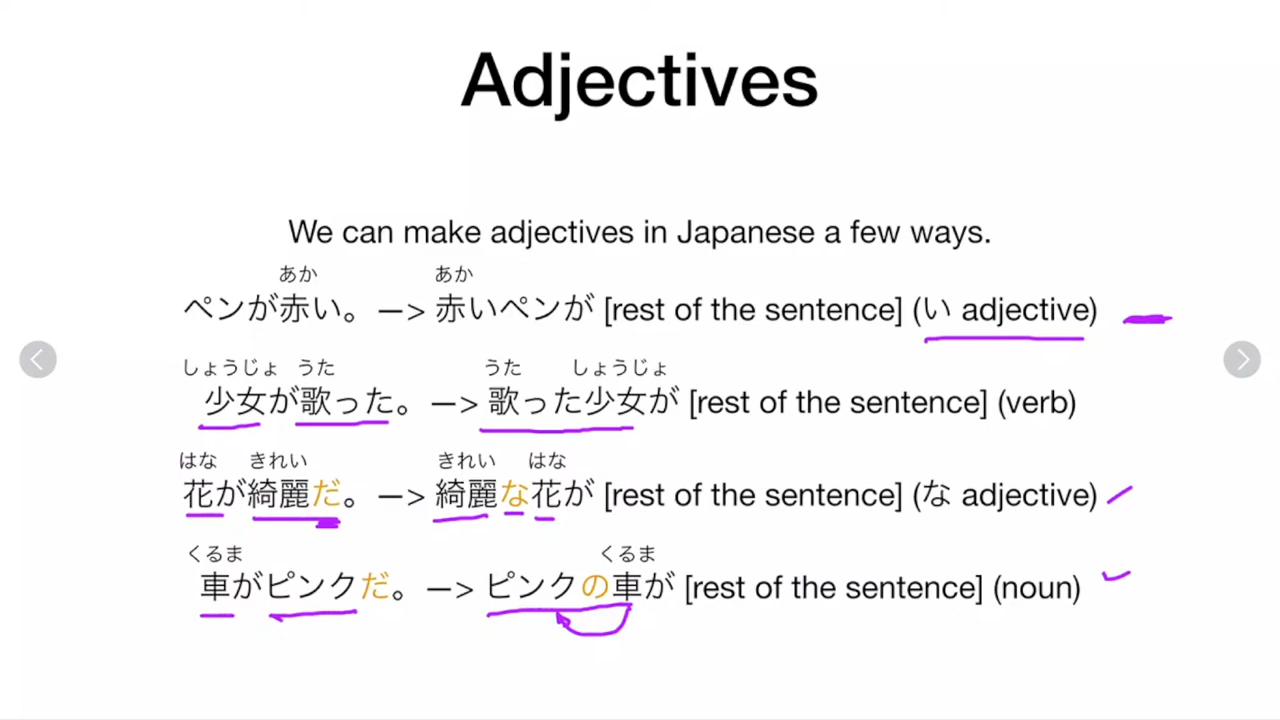 Adjectives
We can make adjectives in Japanese a few ways.
あか あか
ペンが赤い。—> 赤いペンが [rest of the sentence] (い adjective)
しょうじょ うた うた しょうじょ
少女が歌った。—> 歌った少女が [rest of the sentence] (verb)
はな きれい きれい はな
花が綺麗だ。—> 綺麗な花が [rest of the sentence] (な adjective)
くるま くるま
車がピンクだ。—> ピンクの車が [rest of the sentence] (noun)